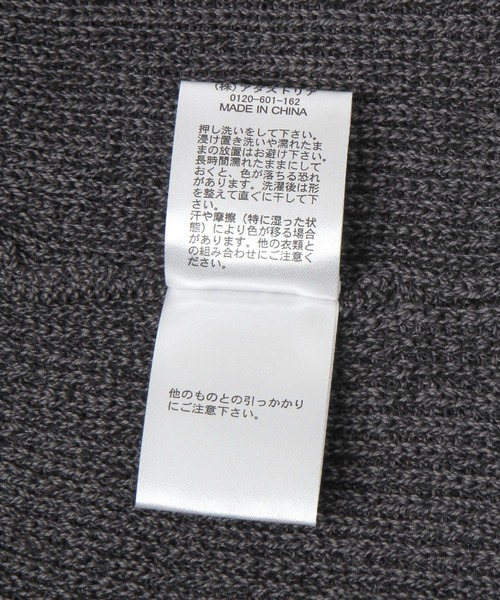 (株)アダストリア
0120-601-162
MADE IN CHINA
押し洗いをして下さい。
浸け置き洗いや濡れたま
まの放置はお避け下さい。
長時間濡れたままにして
おくと、色が落ちる恐れ
があります。洗濯後は形
を整えて直ぐに干して下
さい。
汗や摩擦（特に湿った状
態）により色が移る場合
があります。他の衣類と
の組み合わせにご注意く
ださい。
他のものとの引っかかり
にご注意下さい。